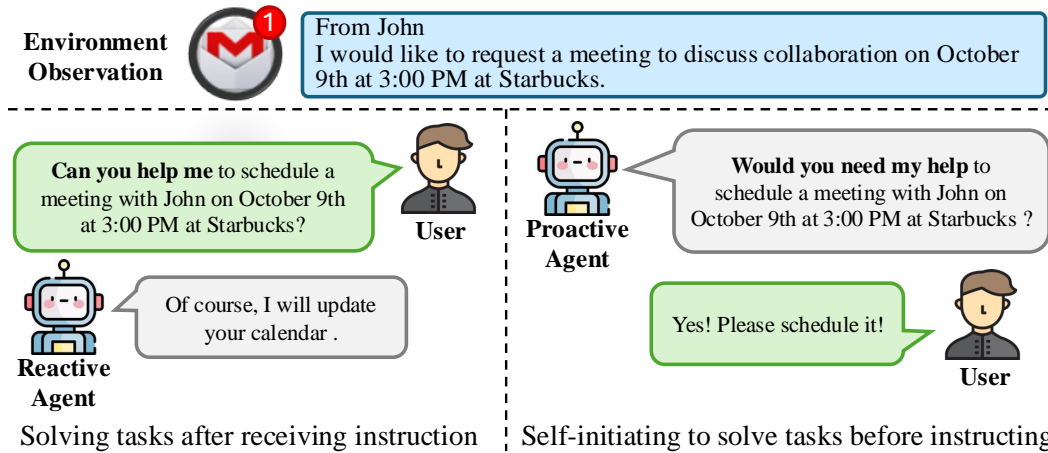 Environment
Observation
1
From John
I would like to request a meeting to discuss collaboration on October
9th at 3:00 PM at Starbucks.
Can you help me to schedule a
meeting with John on October 9th
at 3:00 PM at Starbucks?
User
Reactive
Agent
Of course, I will update
your calendar .
Solving tasks after receiving instruction
Proactive
Agent
Would you need my help to
schedule a meeting with John on
October 9th at 3:00 PM at Starbucks ?
Yes! Please schedule it!
User
Self-initiating to solve tasks before instructing